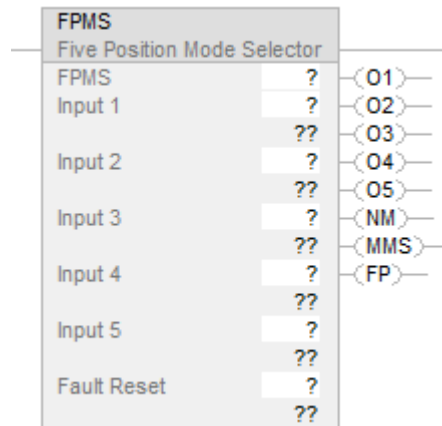 FPMS
Five Position Mode Selector
FPMS ? O1
Input 1 ? O2
?? O3
Input 2 ? O4
?? O5
Input 3 ? NM
?? MMS
Input 4 ? FP
??
Input 5 ?
??
Fault Reset ?
??